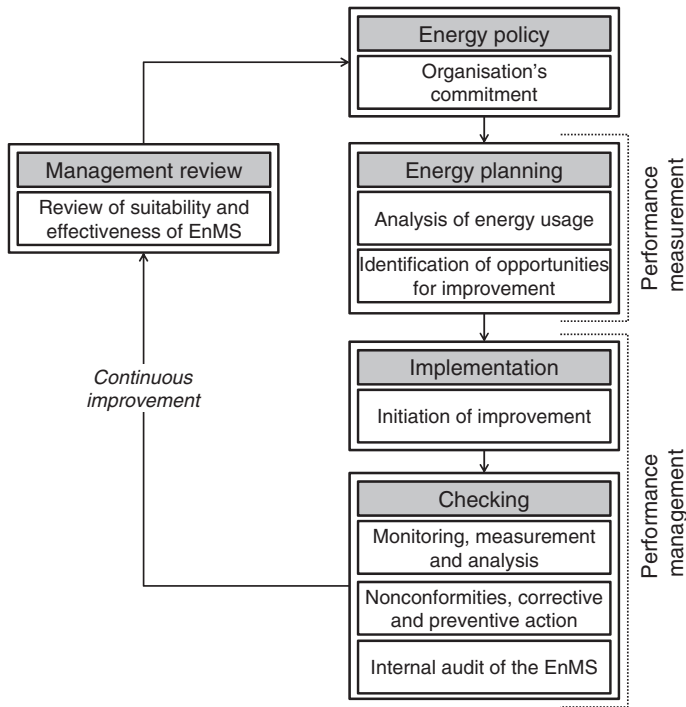 Energy policy
Organisation's
commitment
Management review
Review of suitability and
effectiveness of EnMS
Energy planning
Analysis of energy usage
Identification of opportunities
for improvement
Performance
measurement
Continuous
improvement
Implementation
Initiation of improvement
Checking
Monitoring, measurement
and analysis
Nonconformities, corrective
and preventive action
Internal audit of the EnMS
Performance
management